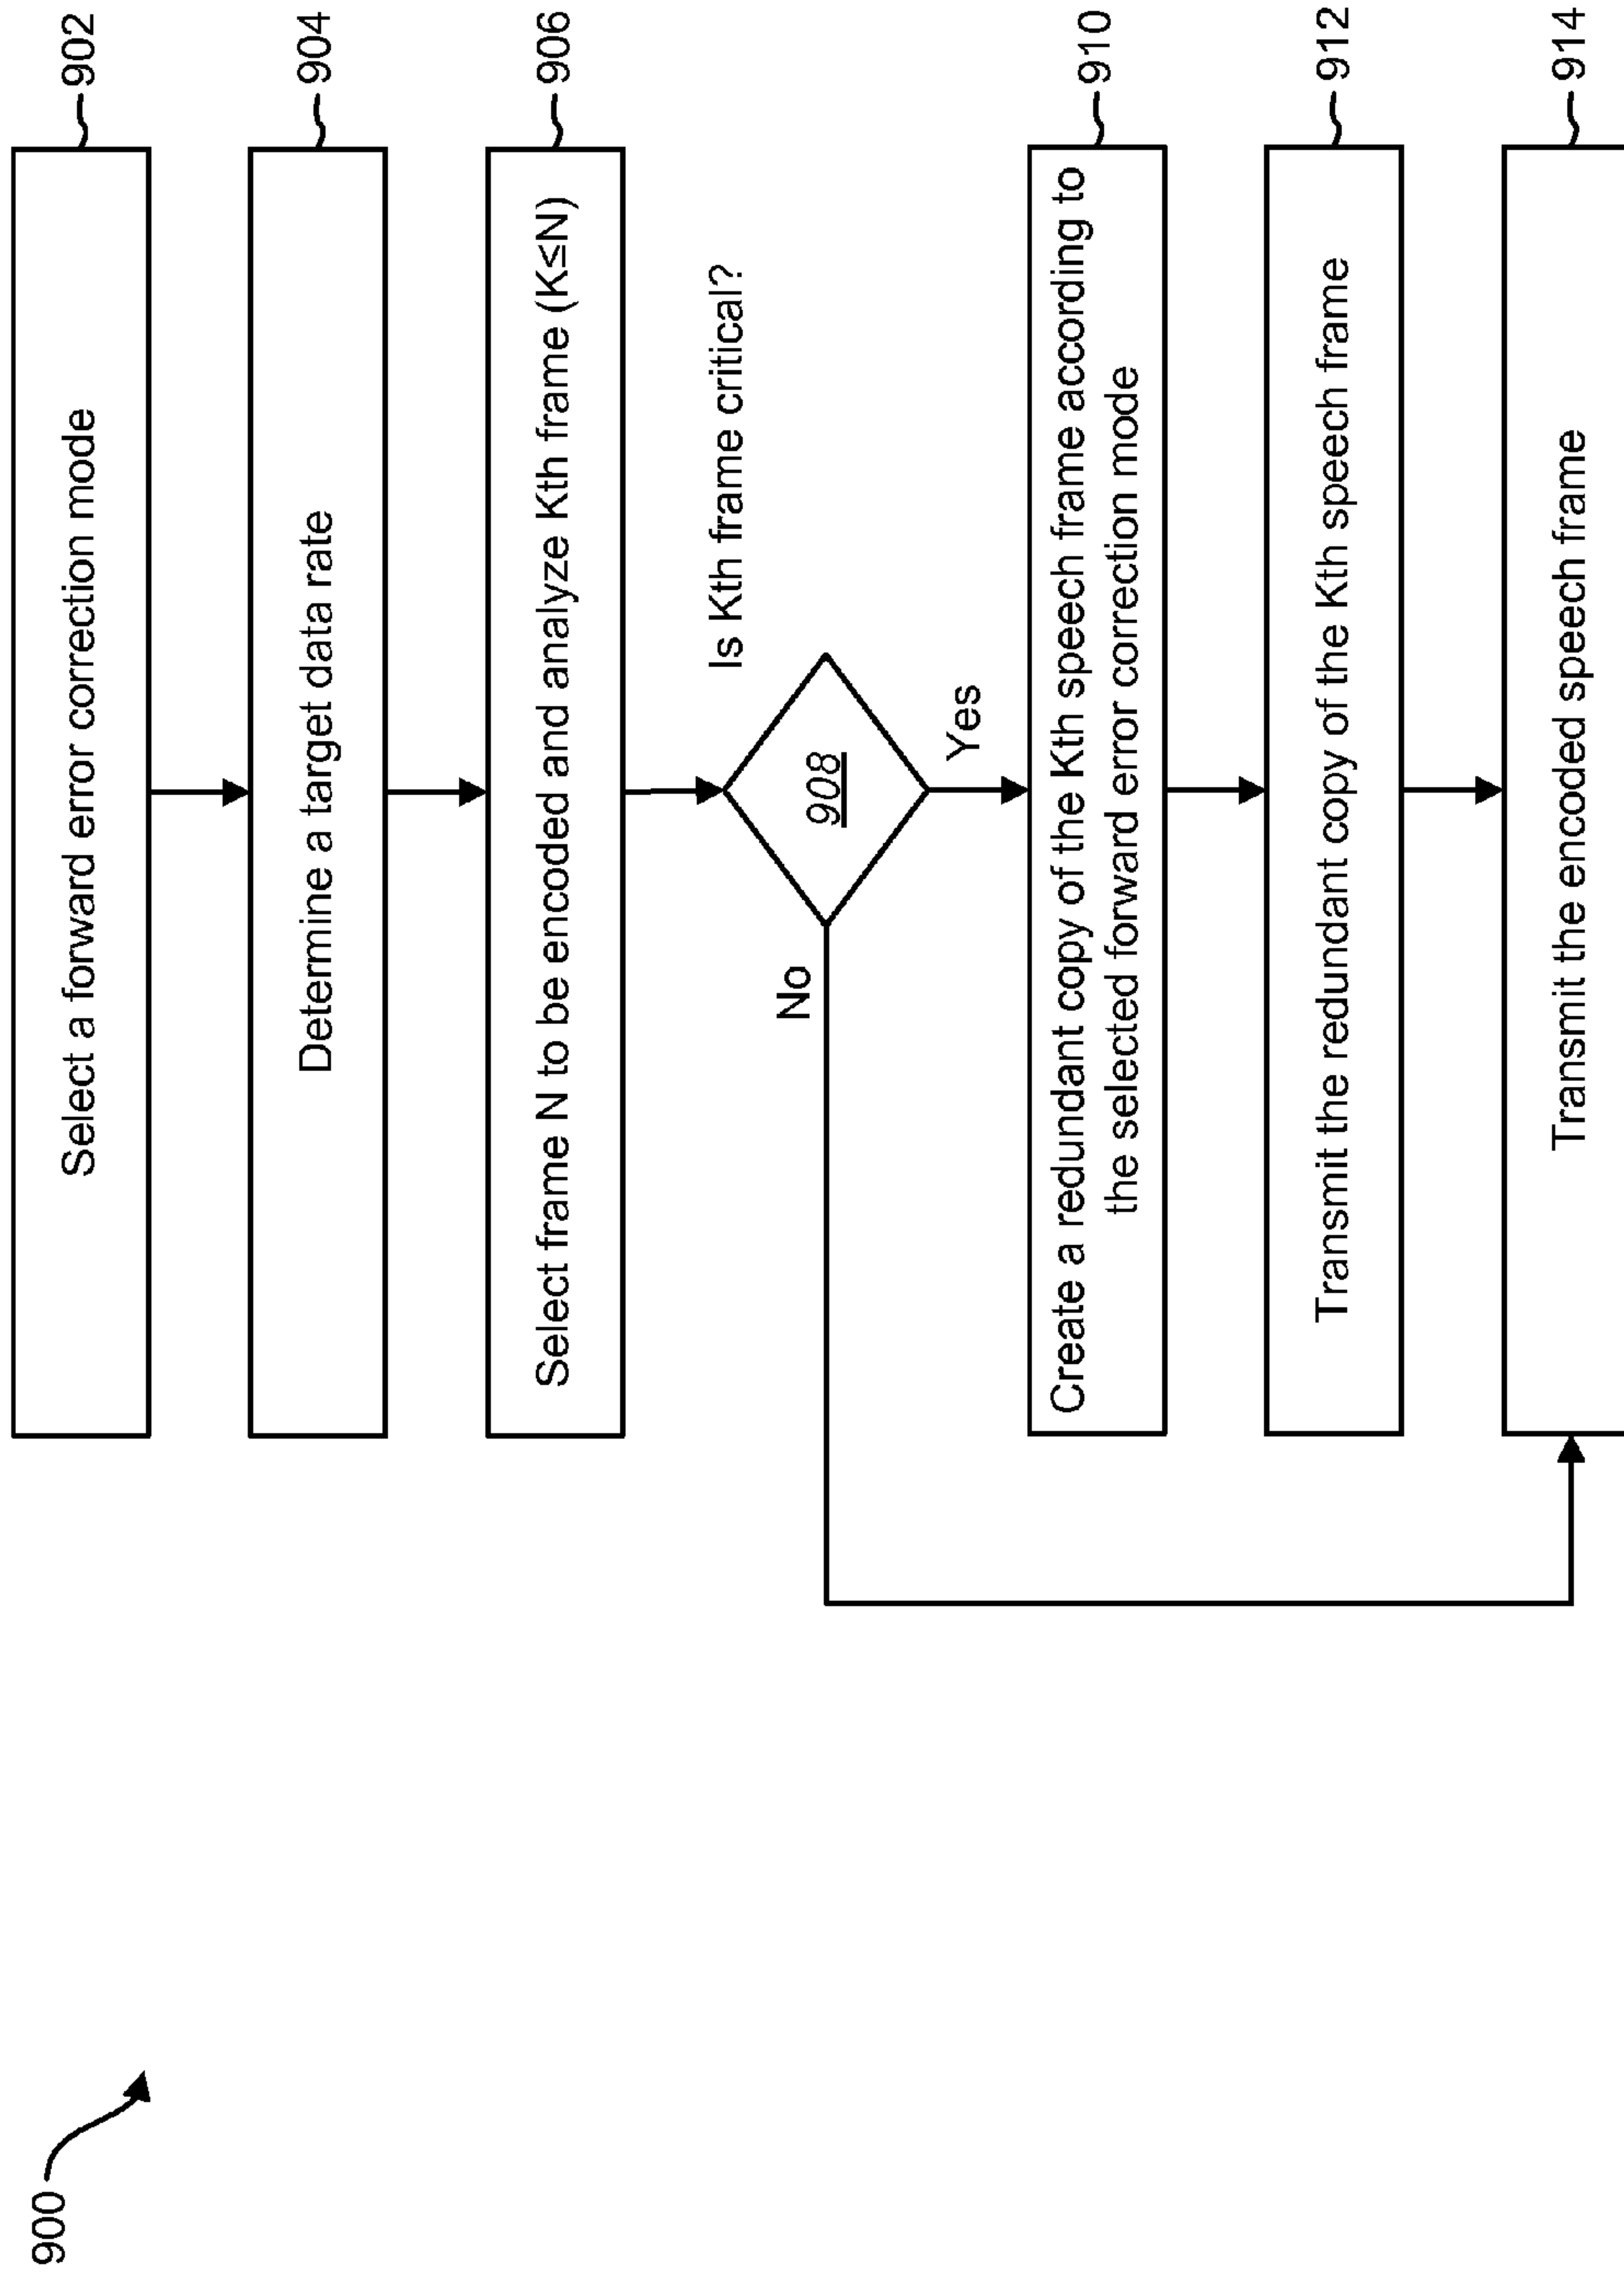 900
Select a forward error correction mode
902
Determine a target data rate
904
Select frame N to be encoded and analyze Kth frame (K≤N)
906
Is Kth frame critical?
908
No
Yes
Create a redundant copy of the Kth speech frame according to
the selected forward error correction mode
910
Transmit the redundant copy of the Kth speech frame
912
Transmit the encoded speech frame
914